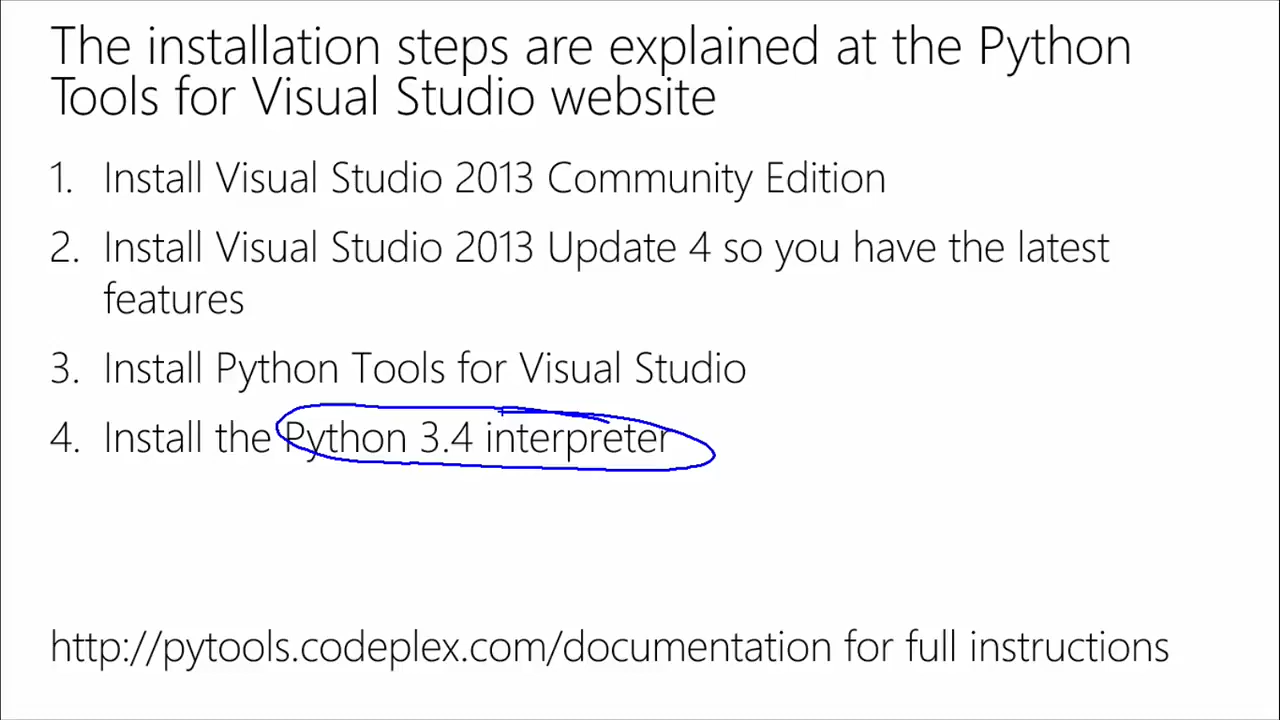 The installation steps are explained at the Python
Tools for Visual Studio website
1. Install Visual Studio 2013 Community Edition
2. Install Visual Studio 2013 Update 4 so you have the latest
features
3. Install Python Tools for Visual Studio
4. Install the Python 3.4 interpreter
http://pytools.codeplex.com/documentation for full instructions